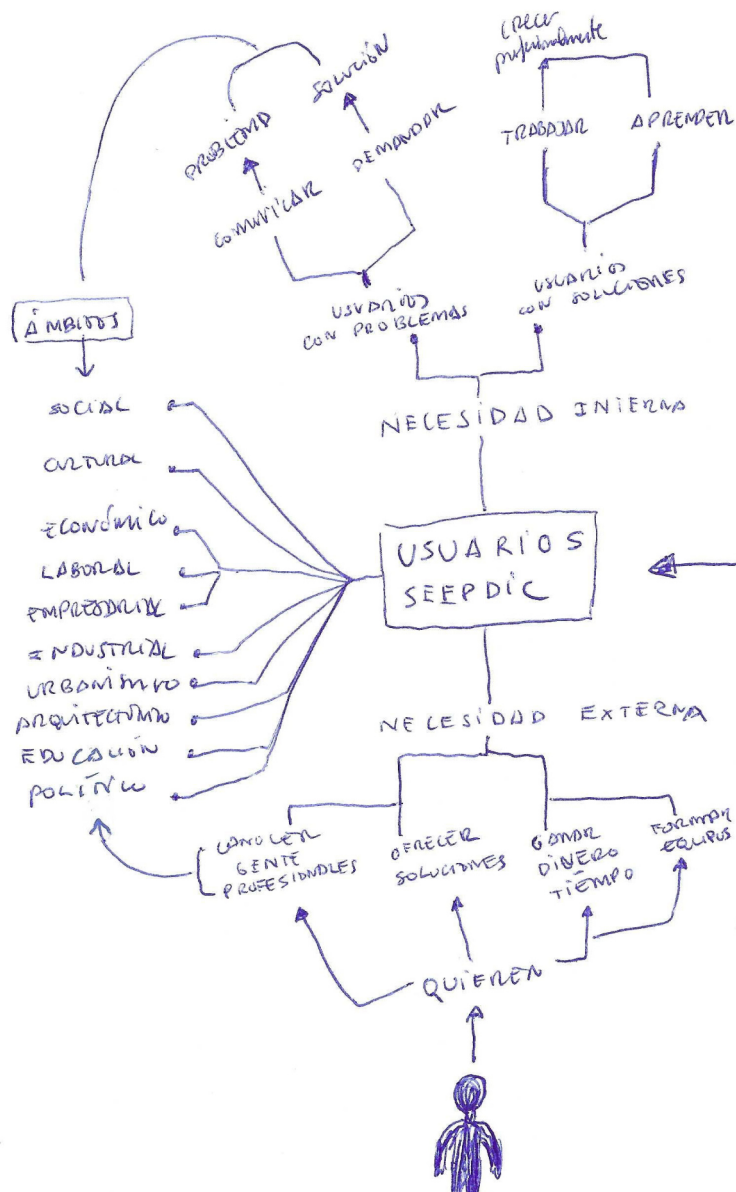 CRECER
profesionalmente
SOLUCIÓN
PROBLEMA
TRABAJAR
APRENDER
DEMANDAR
COMUNICAR
USUARIOS
CON PROBLEMAS
USUARIOS
CON SOLUCIONES
ÁMBITOS
NECESIDAD INTERNA
SOCIAL
CULTURAL
ECONÓMICO
LABORAL
EMPRESARIAL
INDUSTRIAL
URBANÍSTICO
ARQUITECTÓNICO
EDUCACIÓN
POLÍTICO
USUARIOS
SEEPDIC
NECESIDAD EXTERNA
CONOCER
GENTE
PROFESIONALES
OFRECER
SOLUCIONES
GANAR
DINERO
TIEMPO
FORMAR
EQUIPOS
QUIEREN